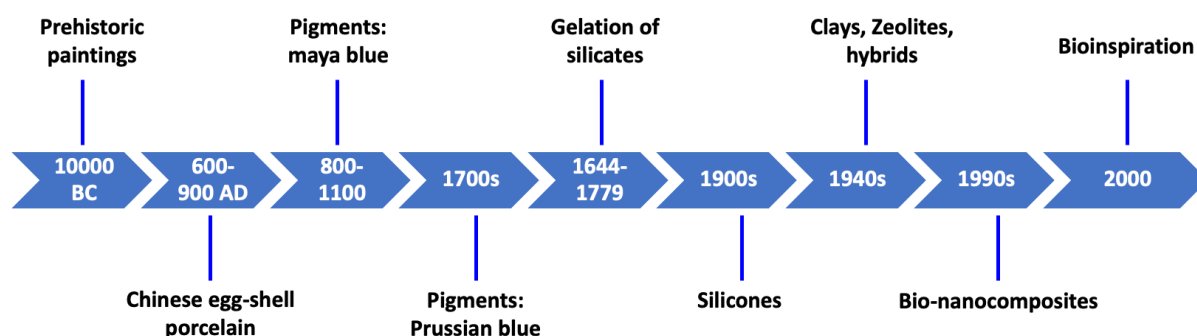 Prehistoric
paintings
Pigments:
maya blue
Gelation of
silicates
Clays, Zeolites,
hybrids
Bioinspiration
10000
BC
600-
900 AD
800-
1100
1700s
1644-
1779
1900s
1940s
1990s
2000
Chinese egg-shell
porcelain
Pigments:
Prussian blue
Silicones
Bio-nanocomposites